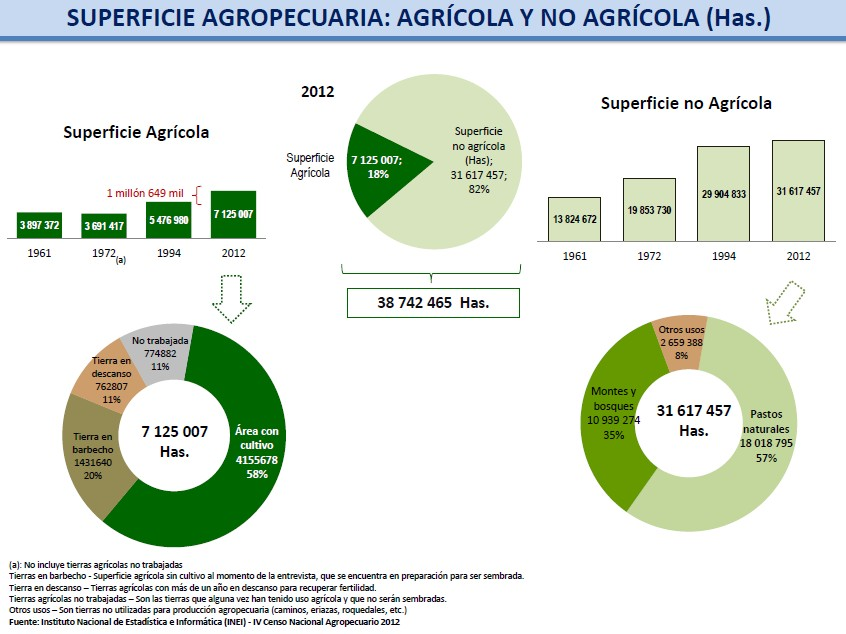 SUPERFICIE AGROPECUARIA: AGRÍCOLA Y NO AGRÍCOLA (Has.)
Superficie Agrícola
1 millón 649 mil
3 897 372
3 691 417
5 476 980
7 125 007
1961
1972(a)
1994
2012
2012
Superficie
Agrícola
7 125 007;
18%
Superficie
no agrícola
(Has);
31 617 457;
82%
38 742 465 Has.
Superficie no Agrícola
13 824 672
19 853 730
29 904 833
31 617 457
1961
1972
1994
2012
No trabajada
774882
11%
Tierra en
descanso
762807
11%
Tierra en
barbecho
1431640
20%
7 125 007
Has.
Área con
cultivo
4155678
58%
Otros usos
2 659 388
8%
Montes y
bosques
10 939 274
35%
31 617 457
Has.
Pastos
naturales
18 018 795
57%
(a): No incluye tierras agrícolas no trabajadas
Tierras en barbecho - Superficie agrícola sin cultivo al momento de la entrevista, que se encuentra en preparación para ser sembrada.
Tierra en descanso – Tierras agrícolas con más de un año en descanso para recuperar fertilidad.
Tierras agrícolas no trabajadas – Son las tierras que alguna vez han tenido uso agrícola y que no serán sembradas.
Otros usos – Son tierras no utilizadas para producción agropecuaria (caminos, eriazas, roquedales, etc.)
Fuente: Instituto Nacional de Estadística e Informática (INEI) - IV Censo Nacional Agropecuario 2012